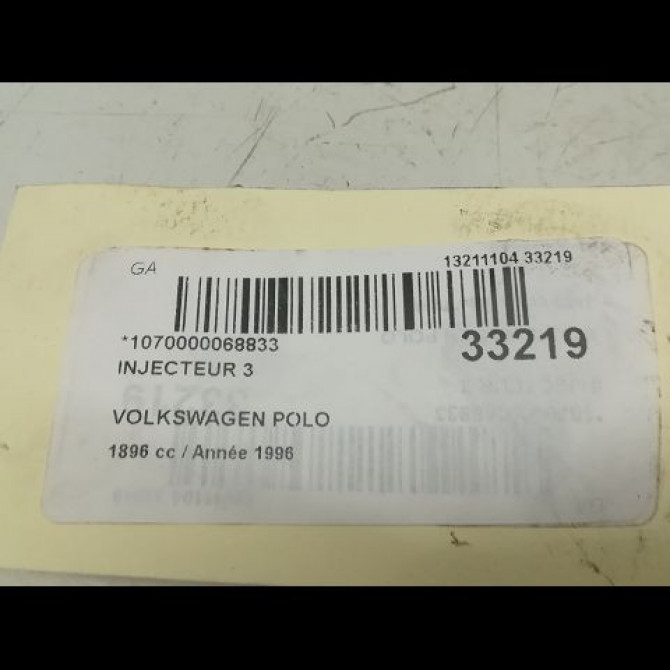 GA
13211104 33219
*1070000068833
33219
INJECTEUR 3
VOLKSWAGEN POLO
1896 cc / Année 1996